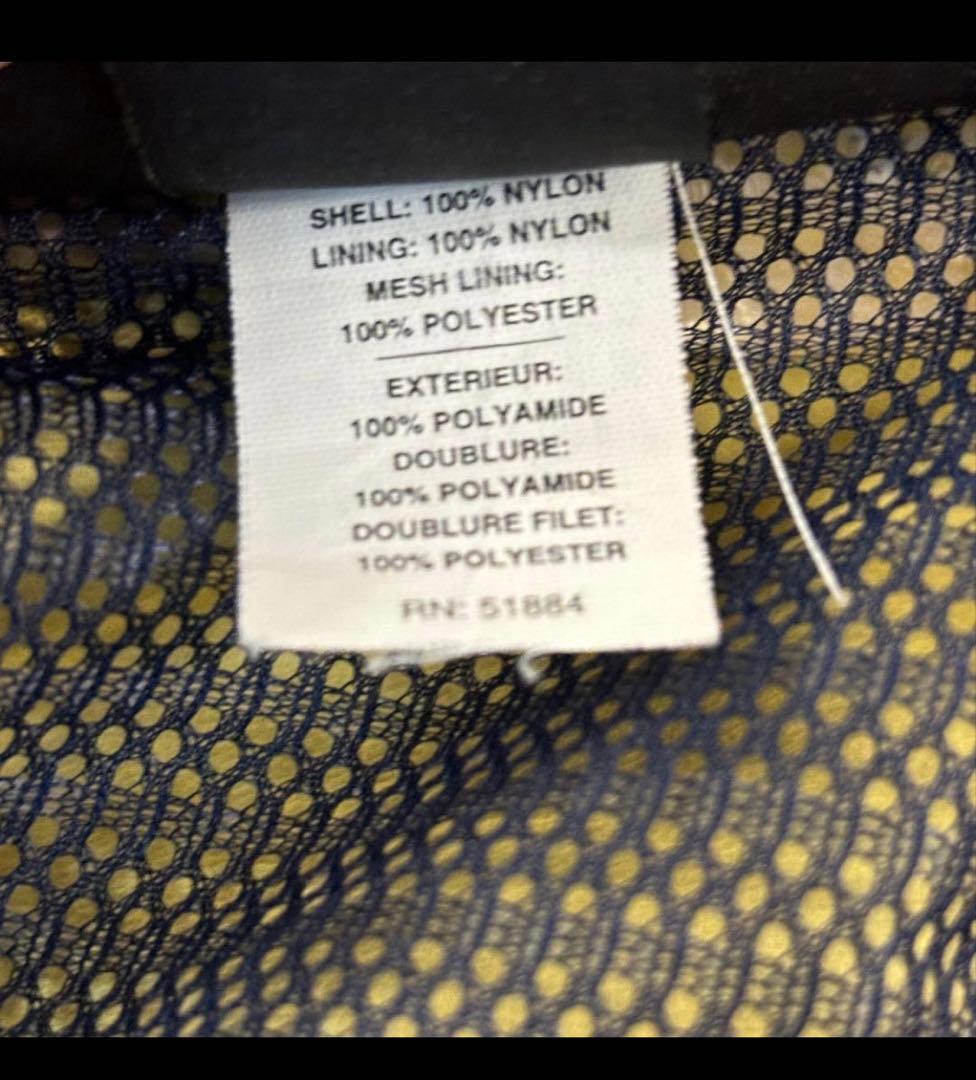 SHELL: 100% NYLON
LINING: 100% NYLON
MESH LINING:
100% POLYESTER
EXTERIEUR:
100% POLYAMIDE
DOUBLURE:
100% POLYAMIDE
DOUBLURE FILET:
100% POLYESTER
RN: 51884